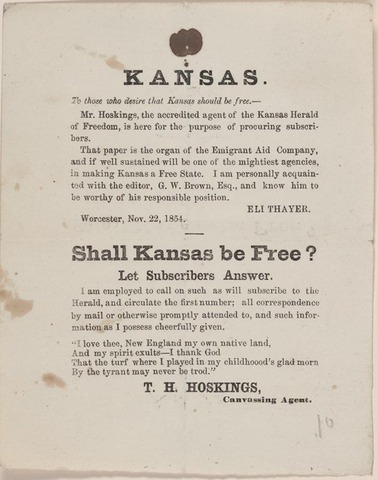 KANSAS.
To those who desire that Kansas should be free.—
Mr. Hoskings, the accredited agent of the Kansas Herald
of Freedom, is here for the purpose of procuring subscri-
bers.
That paper is the organ of the Emigrant Aid Company,
and if well sustained will be one of the mightiest agencies,
in making Kansas a Free State. I am personally acquain-
ted with the editor, G. W. Brown, Esq., and know him to
be worthy of his responsible position.
ELI THAYER.
Worcester, Nov. 22, 1854.
Shall Kansas be Free?
Let Subscribers Answer.
I am employed to call on such as will subscribe to the
Herald, and circulate the first number; all correspondence
by mail or otherwise promptly attended to, and such infor-
mation as I possess cheerfully given.
"I love thee, New England my own native land,
And my spirit exults—I thank God
That the turf where I played in my childhoood's glad morn
By the tyrant may never be trod."
T. H. HOSKINGS,
Canvassing Agent.